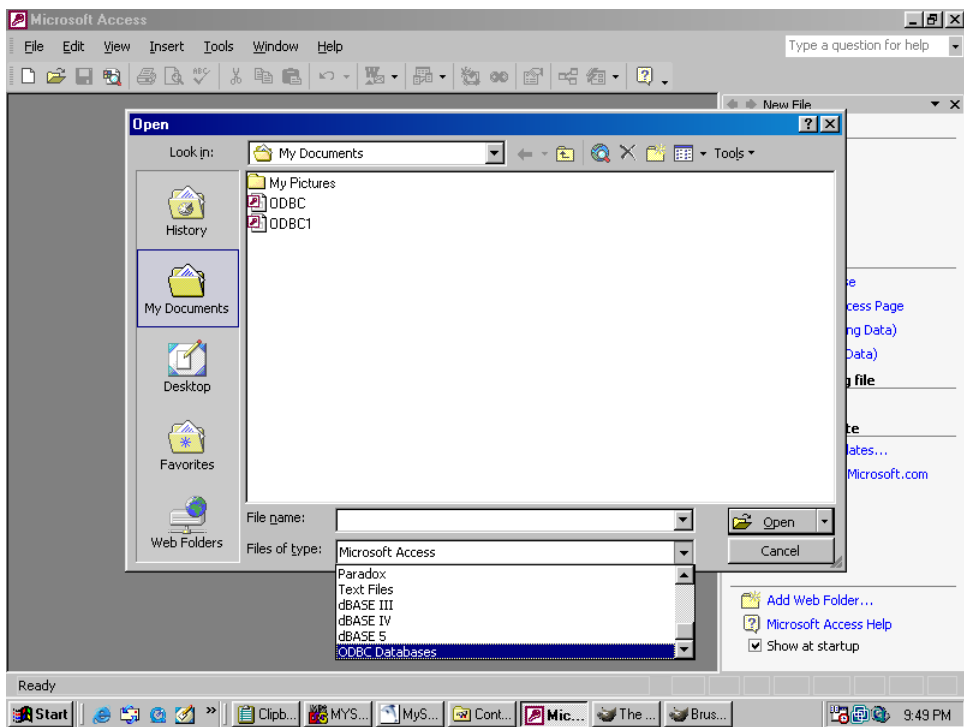 Microsoft Access
File Edit View Insert Tools Window Help
Type a question for help
New File
Open
Look in: My Documents Tools
My Pictures
ODBC
ODBC1
History
My Documents
Desktop
Favorites
Web Folders
File name:
Open
Files of type: Microsoft Access
Cancel
Paradox
Text Files
dBASE III
dBASE IV
dBASE 5
ODBC Databases
se
cess Page
ng Data)
Data)
g file
te
lates...
Microsoft.com
Add Web Folder...
Microsoft Access Help
Show at startup
Ready
Start Clipb... MYS... MyS... Cont... Mic... The ... Brus... 9:49 PM